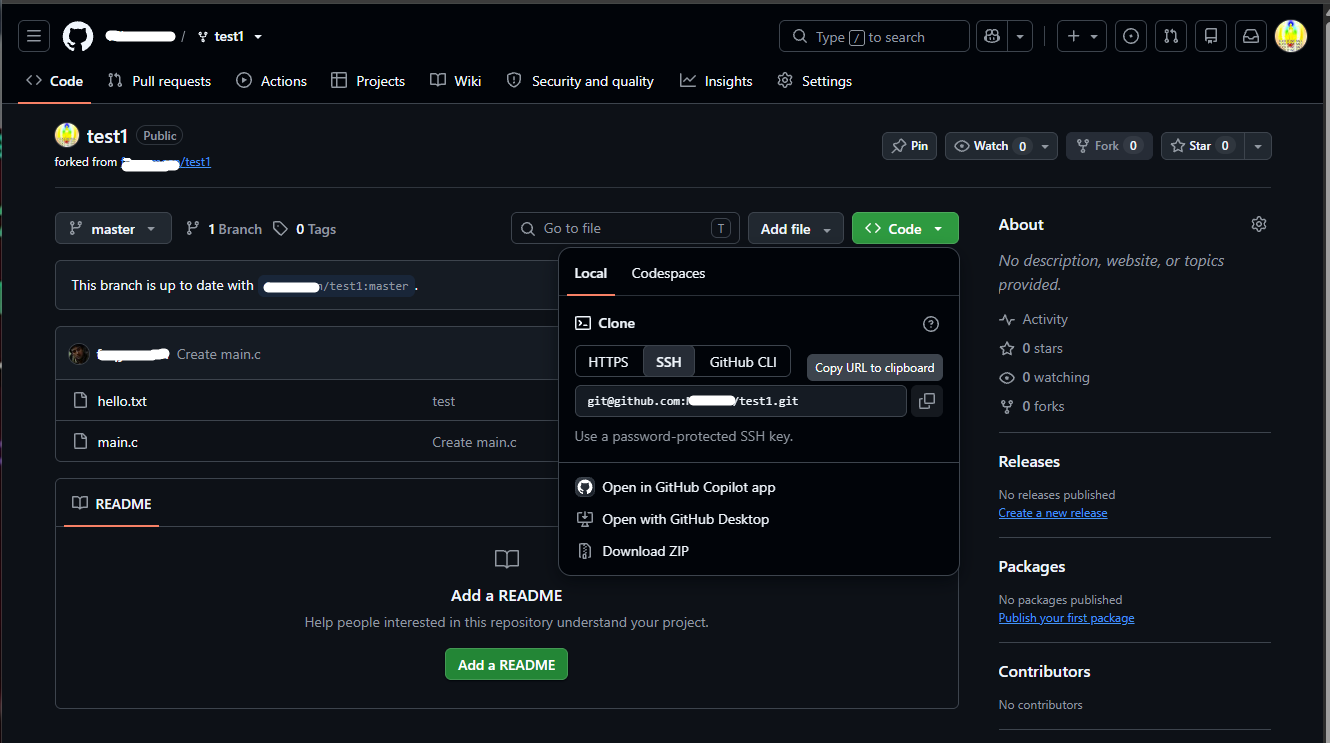 / test1
Type / to search
Code Pull requests Actions Projects Wiki Security and quality Insights Settings
test1 Public
Pin Watch 0 Fork 0 Star 0
forked from /test1
master 1 Branch 0 Tags
Go to file T Add file Code
About
No description, website, or topics
provided.
Activity
0 stars
0 watching
0 forks
Releases
No releases published
Create a new release
Packages
No packages published
Publish your first package
Contributors
No contributors
Local Codespaces
Clone
HTTPS SSH GitHub CLI
Copy URL to clipboard
git@github.com: /test1.git
Use a password-protected SSH key.
Open in GitHub Copilot app
Open with GitHub Desktop
Download ZIP
This branch is up to date with /test1:master .
Create main.c
hello.txt test
main.c Create main.c
README
Add a README
Help people interested in this repository understand your project.
Add a README